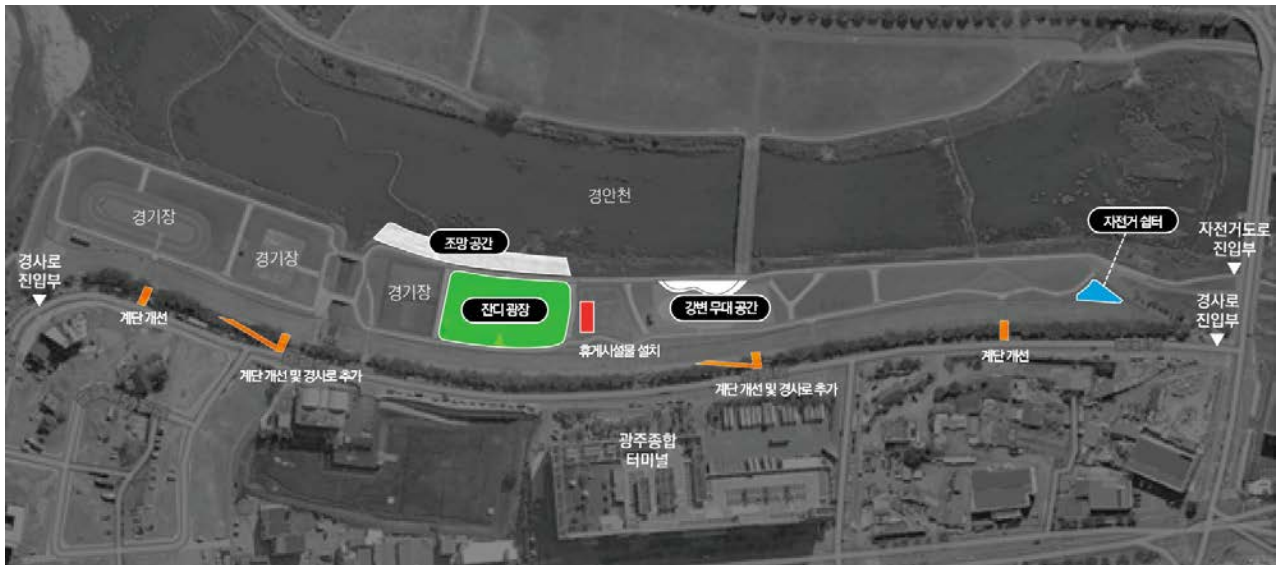 경안천
경기장
자전거 쉼터
자전거도로
진입부
조망 공간
경사로
진입부
경기장
경기장
잔디 광장
강변 무대 공간
경사로
진입부
계단 개선
휴게시설물 설치
계단 개선
계단 개선 및 경사로 추가
계단 개선 및 경사로 추가
광주종합
터미널